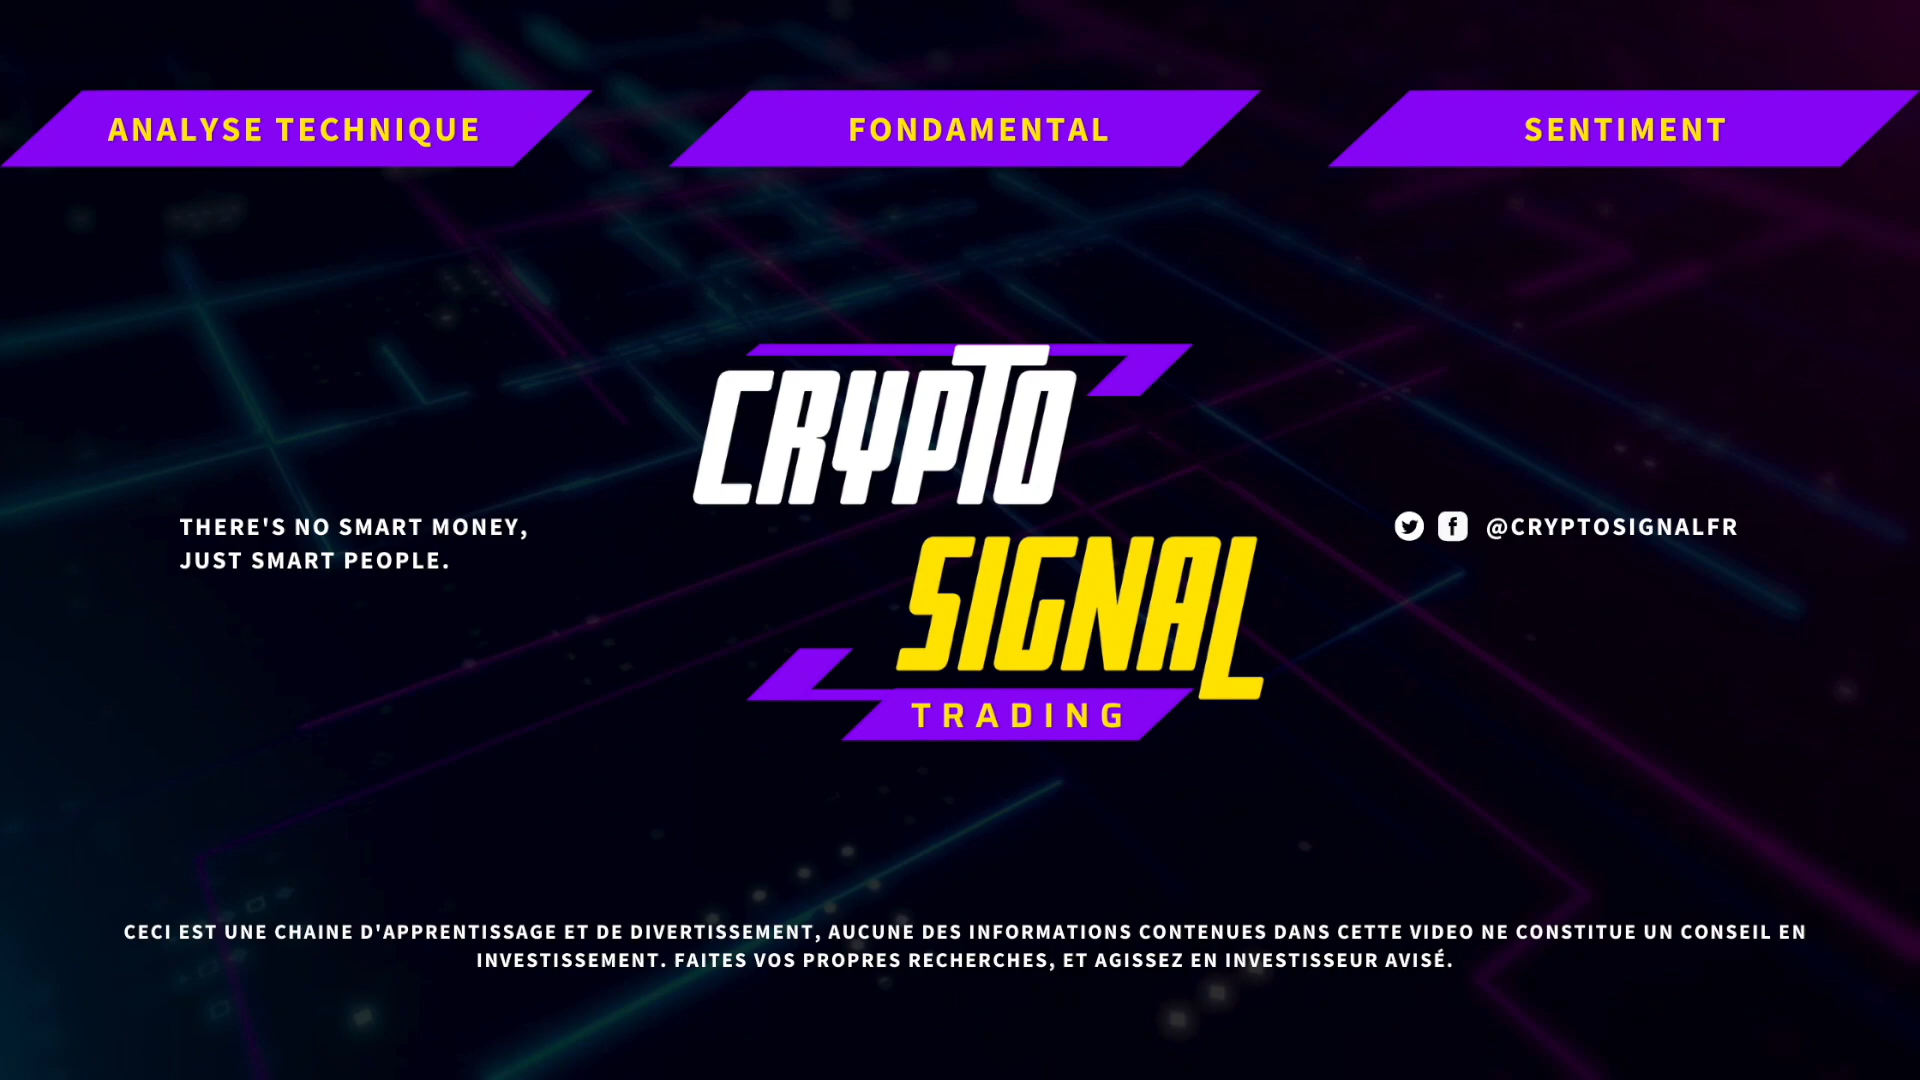 ANALYSE TECHNIQUE
FONDAMENTAL
SENTIMENT
CRYPTO
SIGNAL
TRADING
THERE'S NO SMART MONEY,
JUST SMART PEOPLE.
@CRYPTOSIGNALFR
CECI EST UNE CHAINE D'APPRENTISSAGE ET DE DIVERTISSEMENT, AUCUNE DES INFORMATIONS CONTENUES DANS CETTE VIDEO NE CONSTITUE UN CONSEIL EN
INVESTISSEMENT. FAITES VOS PROPRES RECHERCHES, ET AGISSEZ EN INVESTISSEUR AVISÉ.